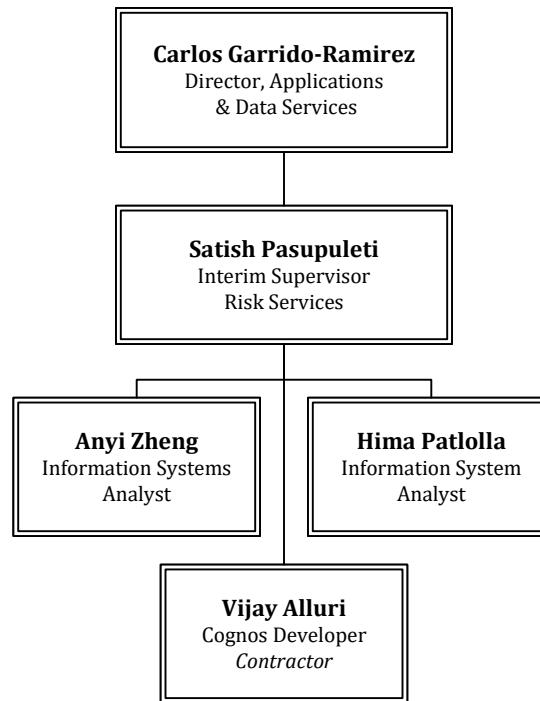 Carlos Garrido-Ramirez
Director, Applications
& Data Services
Satish Pasupuleti
Interim Supervisor
Risk Services
Anyi Zheng
Information Systems
Analyst
Hima Patlolla
Information System
Analyst
Vijay Alluri
Cognos Developer
Contractor